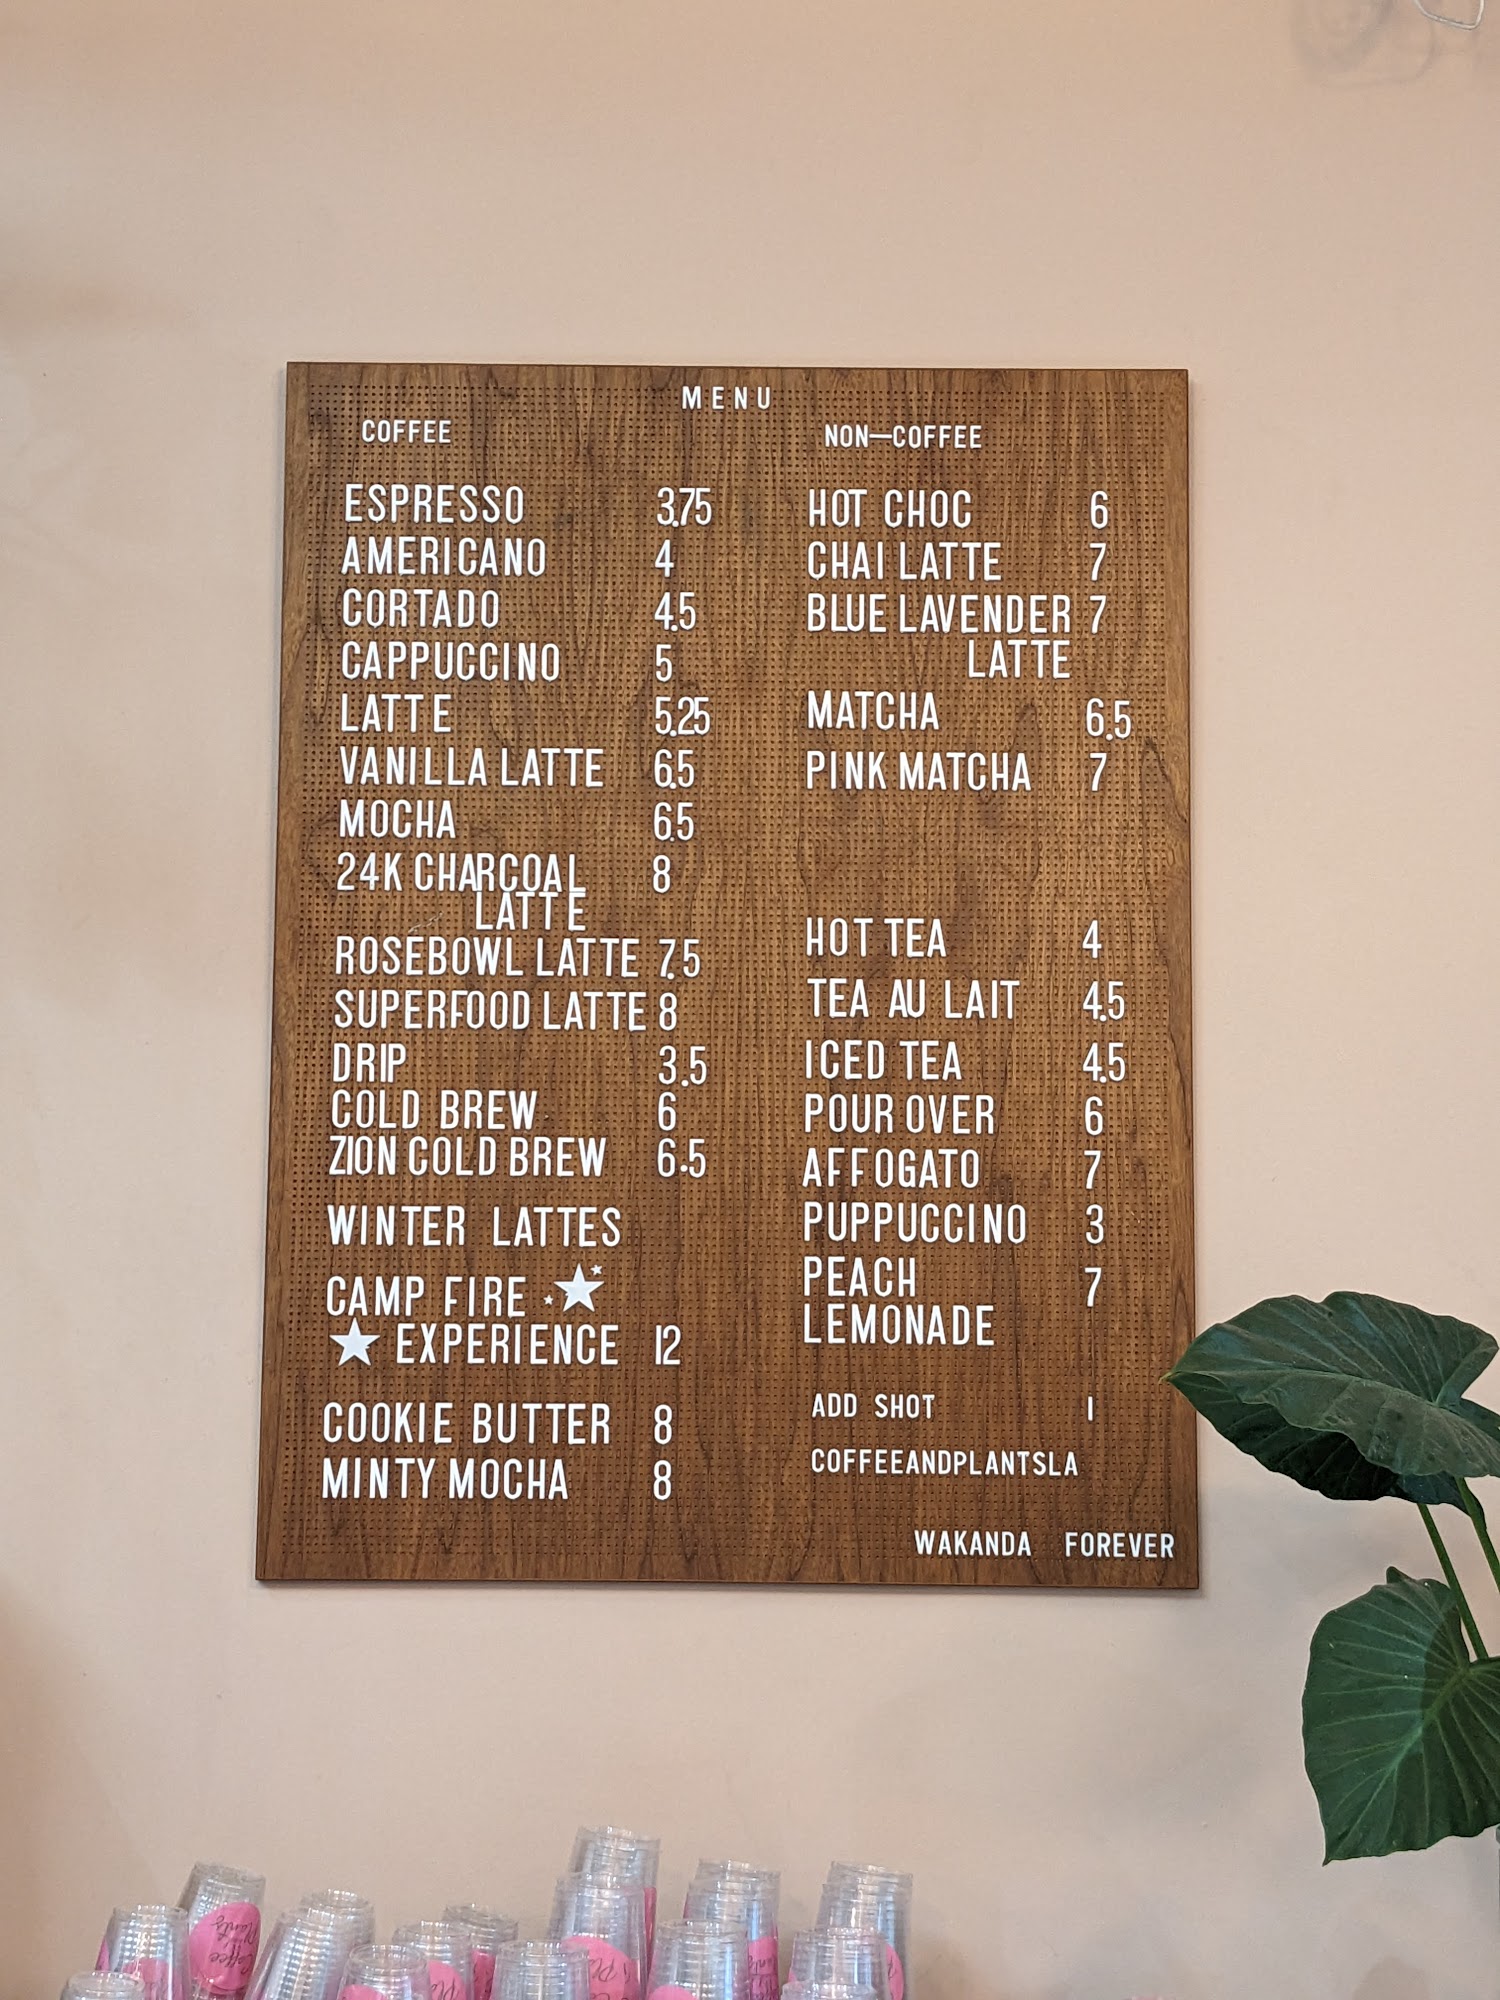 MENU
COFFEE
ESPRESSO 3.75
AMERICANO 4
CORTADO 4.5
CAPPUCCINO 5
LATTE 5.25
VANILLA LATTE 6.5
MOCHA 6.5
24K CHARCOAL 8
LATTE
ROSEBOWL LATTE 7.5
SUPERFOOD LATTE 8
DRIP 3.5
COLD BREW 6
ZION COLD BREW 6.5
WINTER LATTES
CAMP FIRE
EXPERIENCE 12
COOKIE BUTTER 8
MINTY MOCHA 8
NON—COFFEE
HOT CHOC 6
CHAI LATTE 7
BLUE LAVENDER 7
LATTE
MATCHA 6.5
PINK MATCHA 7
HOT TEA 4
TEA AU LAIT 4.5
ICED TEA 4.5
POUR OVER 6
AFFOGATO 7
PUPPUCCINO 3
PEACH 7
LEMONADE
ADD SHOT 1
COFFEEANDPLANTSLA
WAKANDA FOREVER
Coffee
Plants